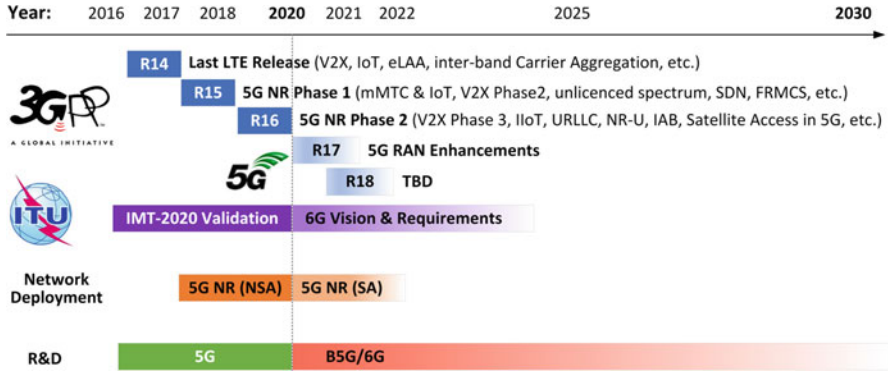 Year: 2016 2017 2018 2020 2021 2022 2025 2030
R14 Last LTE Release (V2X, IoT, eLAA, inter-band Carrier Aggregation, etc.)
R15 5G NR Phase 1 (mMTC & IoT, V2X Phase2, unlicenced spectrum, SDN, FRMCS, etc.)
3GPP
R16 5G NR Phase 2 (V2X Phase 3, IIoT, URLLC, NR-U, IAB, Satellite Access in 5G, etc.)
A GLOBAL INITIATIVE
R17 5G RAN Enhancements
5G
R18 TBD
ITU
IMT-2020 Validation 6G Vision & Requirements
Network
Deployment
5G NR (NSA) 5G NR (SA)
R&D 5G B5G/6G